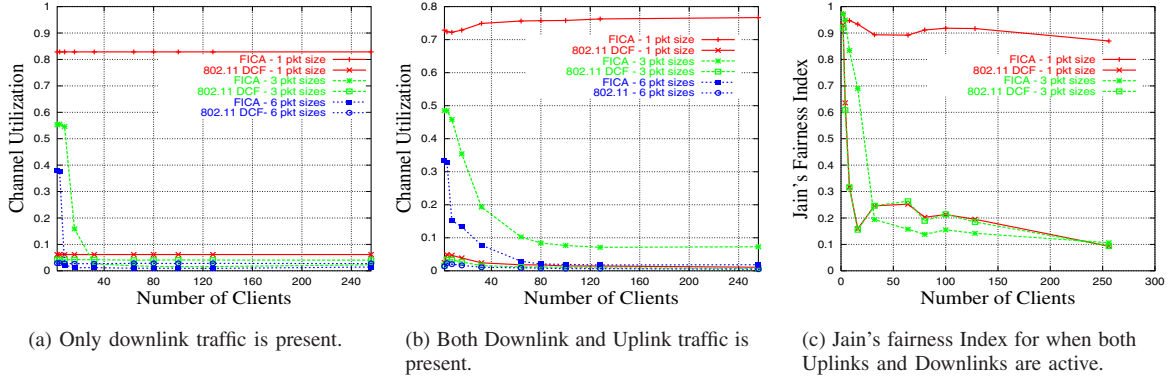 1
0.9
0.8
0.7
0.6
0.5
0.4
0.3
0.2
0.1
0
40 80 120 160 200 240
Channel Utilization
Number of Clients
FICA - 1 pkt size
802.11 DCF - 1 pkt size
FICA - 3 pkt sizes
802.11 DCF - 3 pkt sizes
FICA - 6 pkt sizes
802.11 DCF - 6 pkt sizes
(a) Only downlink traffic is present.
0.8
0.7
0.6
0.5
0.4
0.3
0.2
0.1
0
40 80 120 160 200 240
Channel Utilization
Number of Clients
FICA - 1 pkt size
802.11 DCF - 1 pkt size
FICA - 3 pkt sizes
802.11 DCF - 3 pkt sizes
FICA - 6 pkt sizes
802.11 - 6 pkt sizes
(b) Both Downlink and Uplink traffic is
present.
1
0.9
0.8
0.7
0.6
0.5
0.4
0.3
0.2
0.1
0
0 50 100 150 200 250 300
Jain's Fairness Index
Number of Clients
FICA - 1 pkt size
802.11 DCF - 1 pkt size
FICA - 3 pkt sizes
802.11 DCF - 3 pkt sizes
(c) Jain's fairness Index for when both
Uplinks and Downlinks are active.